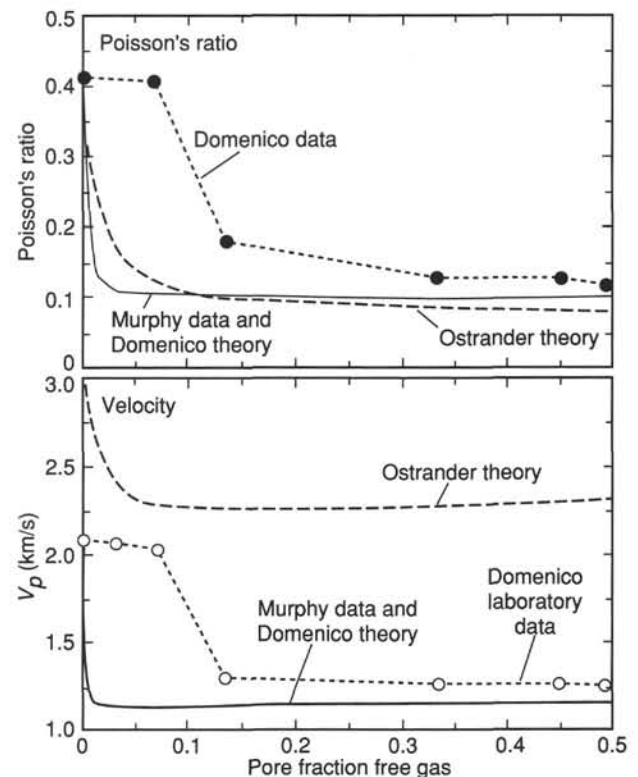 0.5
Poisson's ratio
0.4
Domenico data
0.3
Poisson's ratio
0.2
0.1
Murphy data and
Domenico theory
Ostrander theory
0
3.0
Velocity
2.5
Ostrander theory
2.0
Vp (km/s)
Domenico
laboratory
data
Murphy data and
Domenico theory
1.5
1.0
0 0.1 0.2 0.3 0.4 0.5
Pore fraction free gas